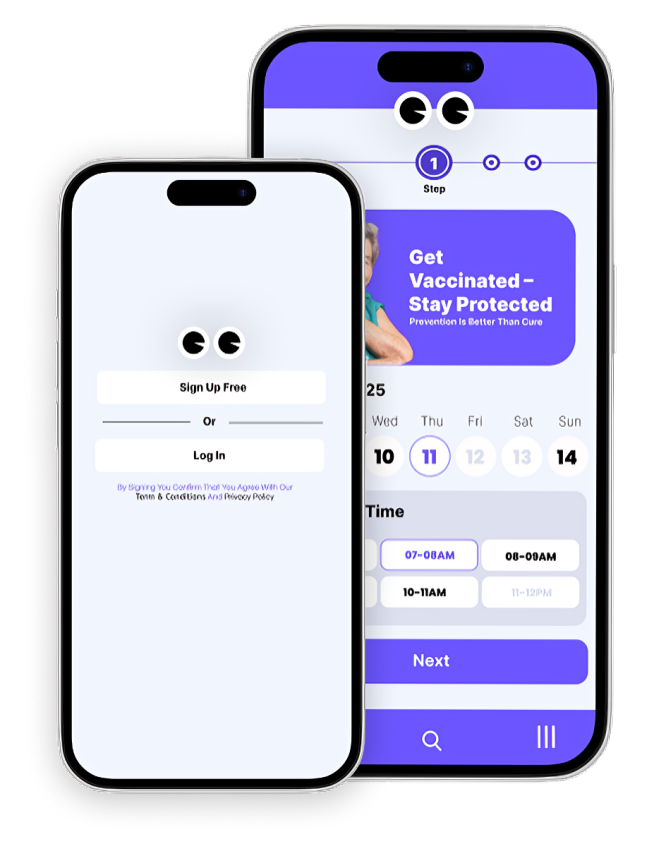 Sign Up Free
Or
Log In
By Signing You Confirm That You Agree With Our
Term & Conditions And Privacy Policy
1
Step
Get
Vaccinated –
Stay Protected
Prevention Is Better Than Cure
25
Wed Thu Fri Sat Sun
10 11 12 13 14
Time
07-08AM 08-09AM
10-11AM 11-12PM
Next